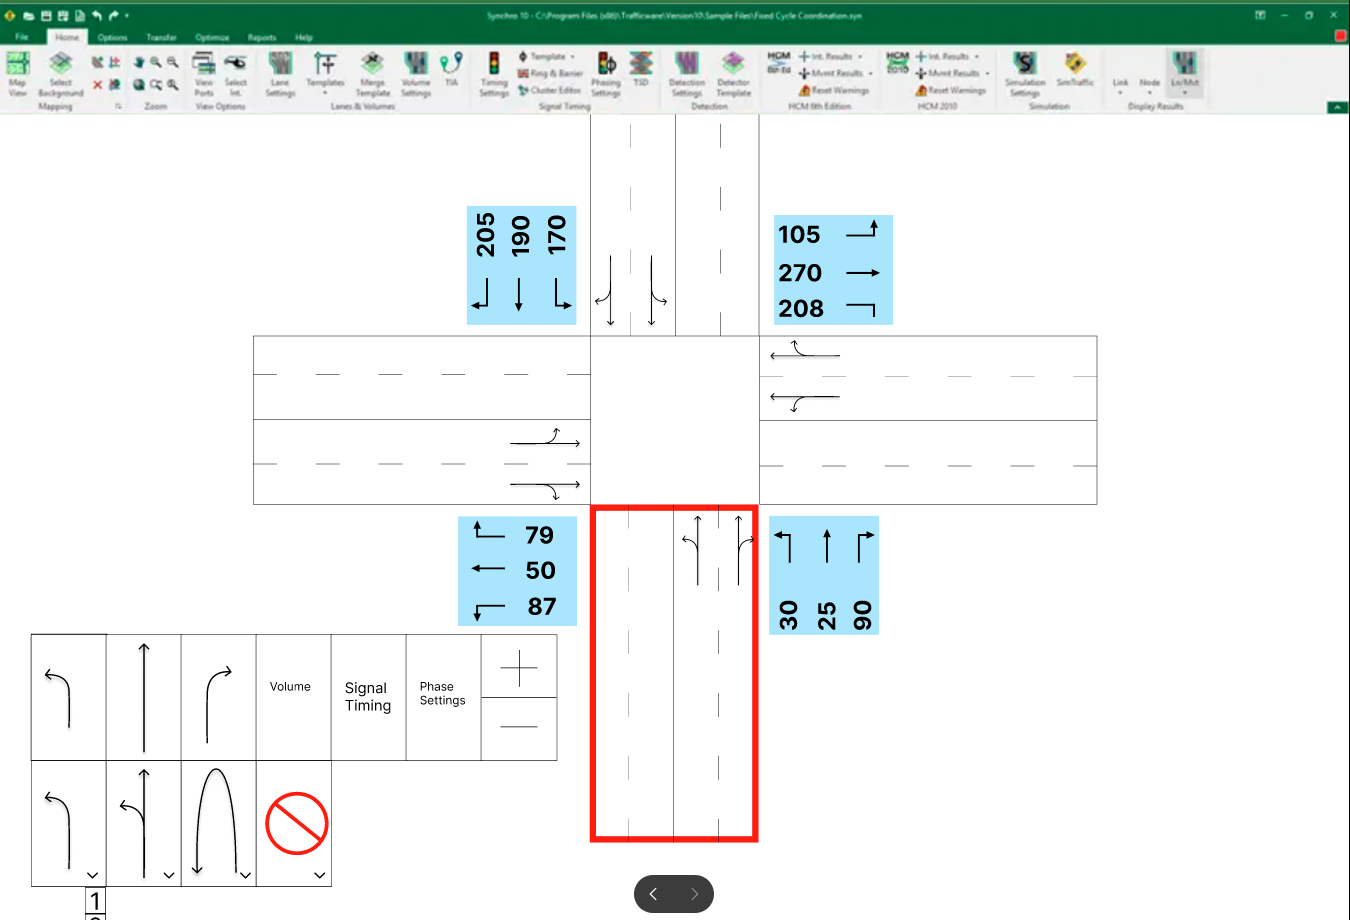 Synchro 10 - C:\Program Files (x86)\Trafficware\Version10\Sample Files\Fixed Cycle Coordination.syn
File Home Options Transfer Optimize Reports Help
Map View
Select Background
Mapping
Zoom
View Ports
Select Int.
View Options
Lane Settings
Templates
Merge Template
Volume Settings
TIA
Lanes & Volumes
Timing Settings
Template
Ring & Barrier
Cluster Editor
Phasing Settings
TSD
Signal Timing
Detection Settings
Detector Template
Detection
HCM 6th Ed
Int. Results
Mvmt Results
Reset Warnings
HCM 6th Edition
HCM 2010
Int. Results
Mvmt Results
Reset Warnings
HCM 2010
Simulation Settings
SimTraffic
Simulation
Link
Node
Ln/Mvt
Display Results
205
190
170
105
270
208
79
50
87
30
25
90
Volume
Signal
Timing
Phase
Settings
1